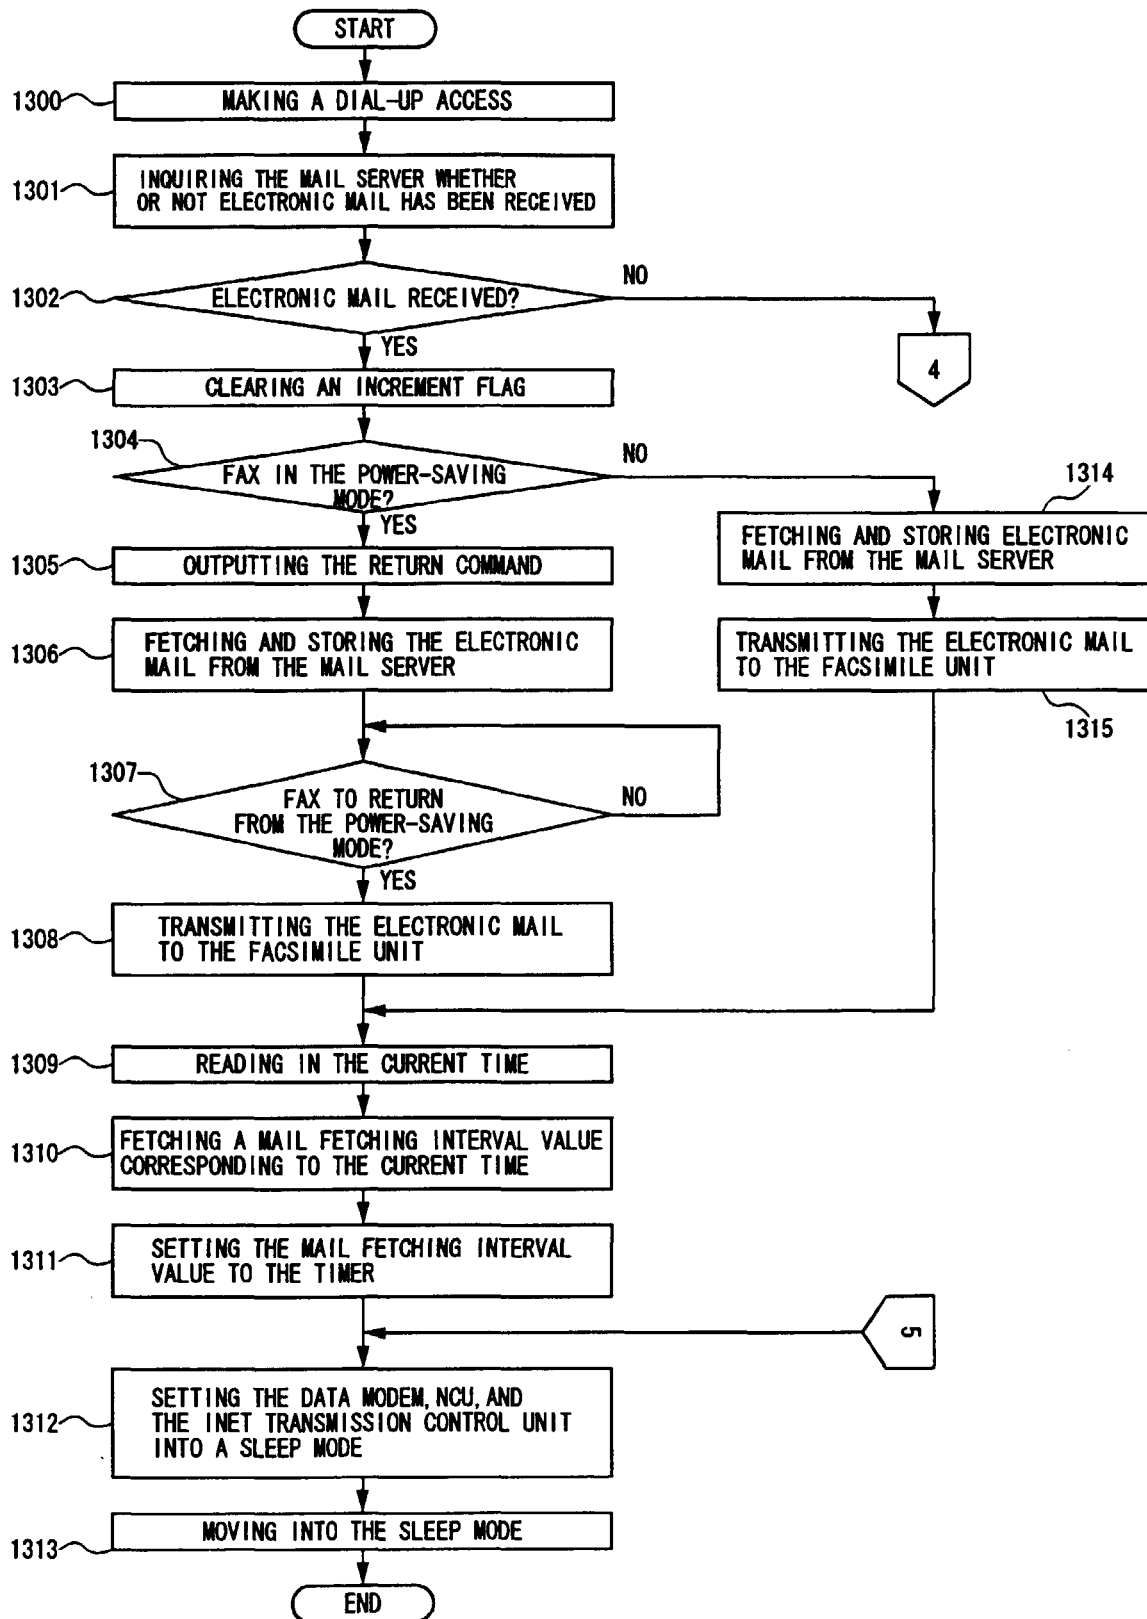 START
1300
MAKING A DIAL-UP ACCESS
1301
INQUIRING THE MAIL SERVER WHETHER
OR NOT ELECTRONIC MAIL HAS BEEN RECEIVED
1302
ELECTRONIC MAIL RECEIVED?
NO
4
YES
1303
CLEARING AN INCREMENT FLAG
1304
FAX IN THE POWER-SAVING
MODE?
NO
YES
1314
FETCHING AND STORING ELECTRONIC
MAIL FROM THE MAIL SERVER
1305
OUTPUTTING THE RETURN COMMAND
1306
FETCHING AND STORING THE ELECTRONIC
MAIL FROM THE MAIL SERVER
TRANSMITTING THE ELECTRONIC MAIL
TO THE FACSIMILE UNIT
1315
1307
FAX TO RETURN
FROM THE POWER-SAVING
MODE?
NO
YES
1308
TRANSMITTING THE ELECTRONIC MAIL
TO THE FACSIMILE UNIT
1309
READING IN THE CURRENT TIME
1310
FETCHING A MAIL FETCHING INTERVAL VALUE
CORRESPONDING TO THE CURRENT TIME
1311
SETTING THE MAIL FETCHING INTERVAL
VALUE TO THE TIMER
5
1312
SETTING THE DATA MODEM, NCU, AND
THE INET TRANSMISSION CONTROL UNIT
INTO A SLEEP MODE
1313
MOVING INTO THE SLEEP MODE
END